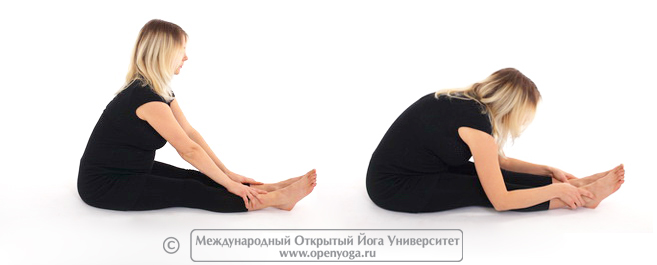 © Международный Открытый Йога Университет
www.openyoga.ru